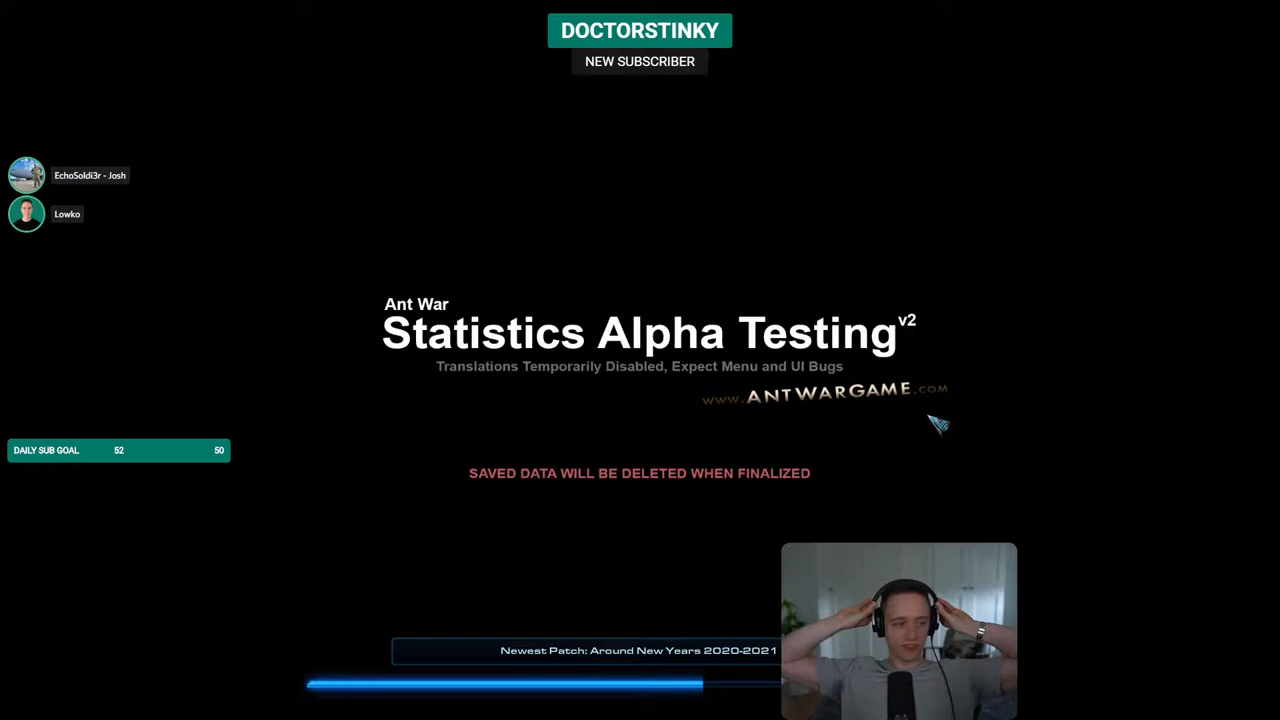 DOCTORSTINKY
NEW SUBSCRIBER
EchoSoldi3r - Josh
Lowko
Ant War
Statistics Alpha Testing v2
Translations Temporarily Disabled, Expect Menu and UI Bugs
www.ANTWARGAME.com
DAILY SUB GOAL 52 50
SAVED DATA WILL BE DELETED WHEN FINALIZED
Newest Patch: Around New Years 2020-2021